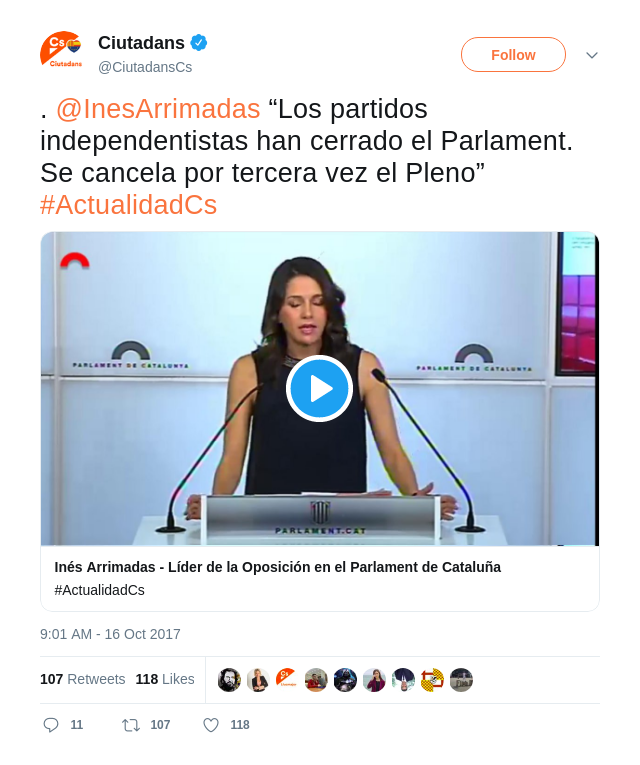 Cs
Ciutadans
Ciutadans
@CiutadansCs
Follow
. @InesArrimadas “Los partidos
independentistas han cerrado el Parlament.
Se cancela por tercera vez el Pleno”
#ActualidadCs
PARLAMENT DE CATALUNYA
PARLAMENT DE CATALUNYA
PARLAMENT.CAT
Inés Arrimadas - Líder de la Oposición en el Parlament de Cataluña
#ActualidadCs
9:01 AM - 16 Oct 2017
107 Retweets 118 Likes
11 107 118